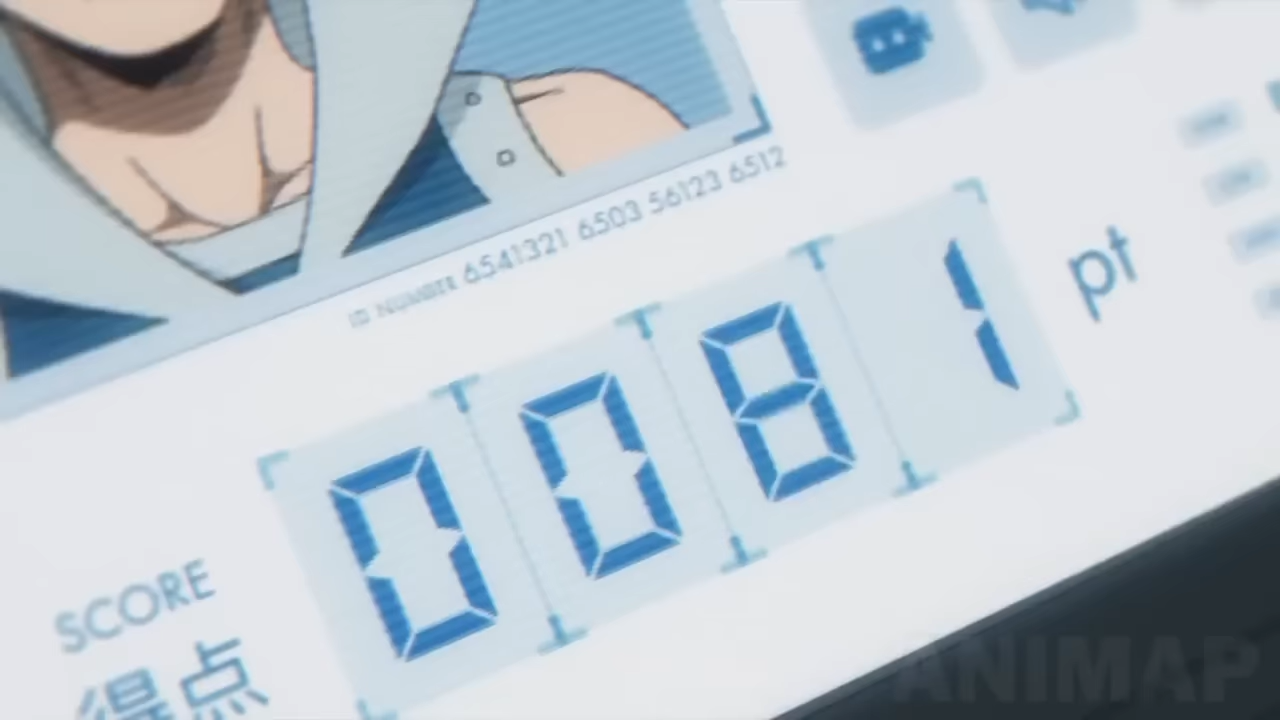 ID NUMBER 6541321 6503 56123 6512
0081 pt
SCORE
得点
ANIMAP